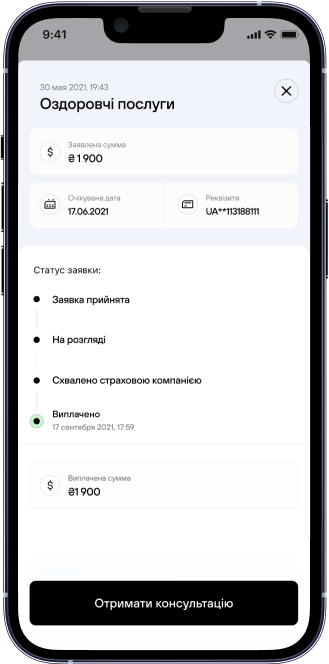 9:41
30 мая 2021, 19:43
Оздоровчі послуги
Заявлена сумма
₴ 1 900
Очікувана дата
17.06.2021
Реквізити
UA**113188111
Статус заявки:
Заявка прийнята
На розгляді
Схвалено страховою компанією
Виплачено
17 сентября 2021, 17:59
Виплачена сумма
₴1 900
Отримати консультацію